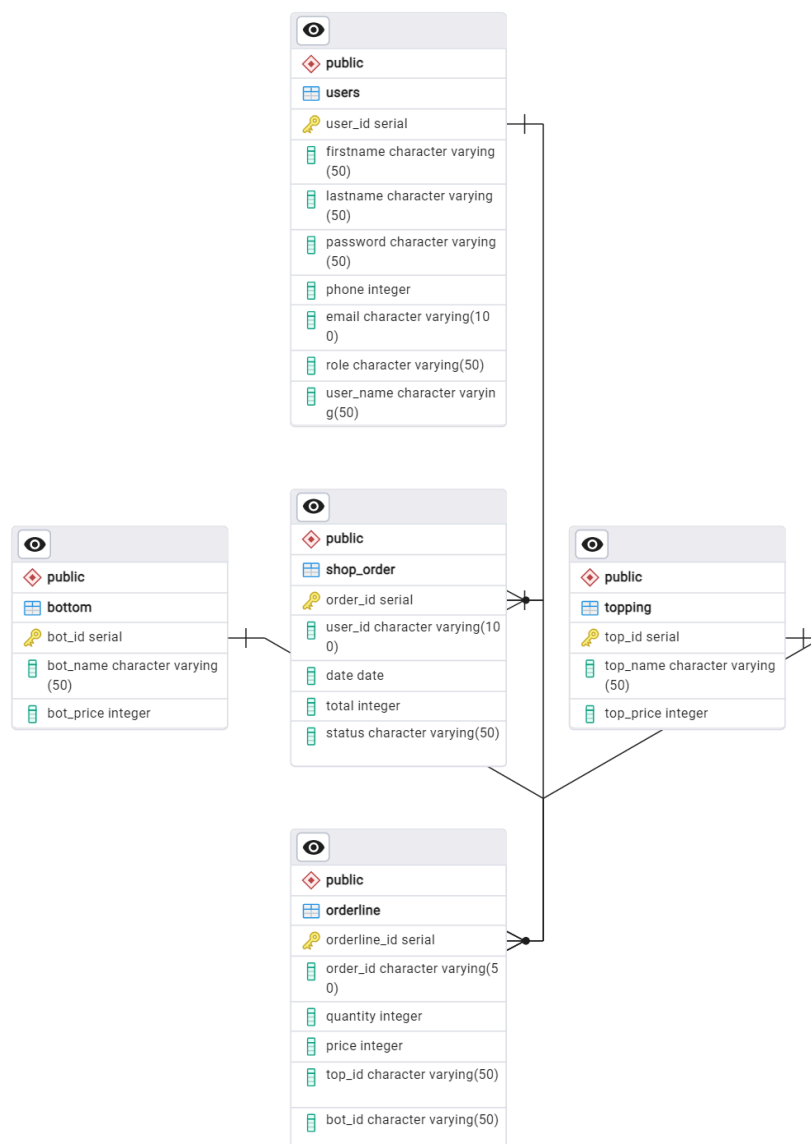 public
users
user_id serial
firstname character varying
(50)
lastname character varying
(50)
password character varying
(50)
phone integer
email character varying(10
0)
role character varying(50)
user_name character varyin
g(50)
public
bottom
bot_id serial
bot_name character varying
(50)
bot_price integer
public
shop_order
order_id serial
user_id character varying(10
0)
date date
total integer
status character varying(50)
public
topping
top_id serial
top_name character varying
(50)
top_price integer
public
orderline
orderline_id serial
order_id character varying(5
0)
quantity integer
price integer
top_id character varying(50)
bot_id character varying(50)